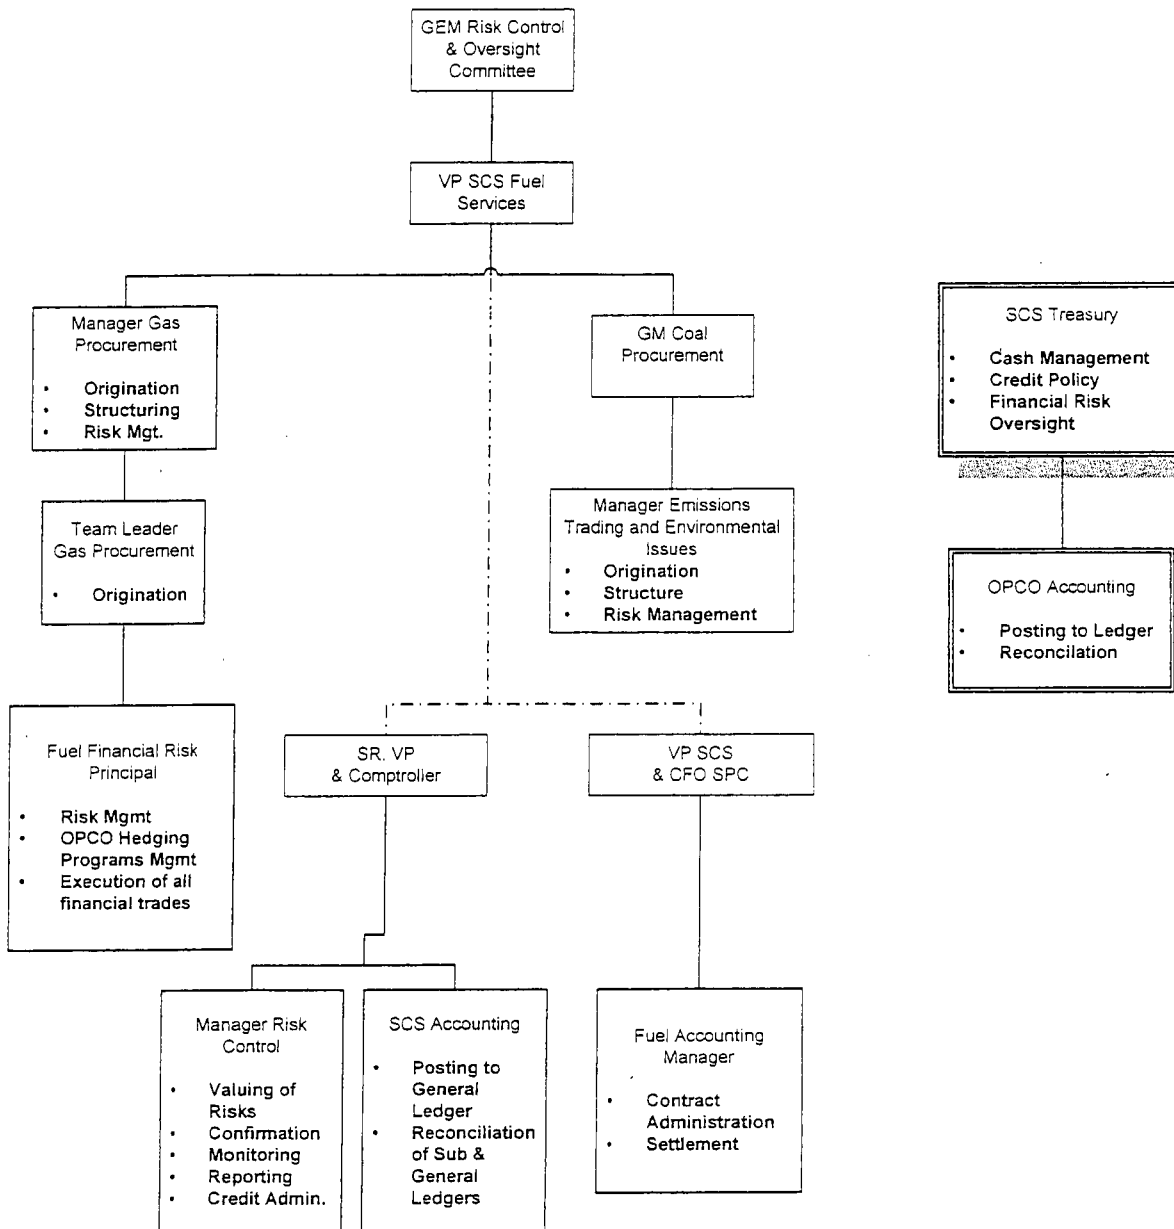 GEM Risk Control
& Oversight
Committee
VP SCS Fuel
Services
Manager Gas
Procurement
• Origination
• Structuring
• Risk Mgt.
GM Coal
Procurement
SCS Treasury
• Cash Management
• Credit Policy
• Financial Risk
Oversight
Team Leader
Gas Procurement
• Origination
Manager Emissions
Trading and Environmental
Issues
• Origination
• Structure
• Risk Management
OPCO Accounting
• Posting to Ledger
• Reconcilation
Fuel Financial Risk
Principal
• Risk Mgmt
• OPCO Hedging
Programs Mgmt
• Execution of all
financial trades
SR. VP
& Comptroller
VP SCS
& CFO SPC
Manager Risk
Control
• Valuing of
Risks
• Confirmation
• Monitoring
• Reporting
• Credit Admin.
SCS Accounting
• Posting to
General
Ledger
• Reconciliation
of Sub &
General
Ledgers
Fuel Accounting
Manager
• Contract
Administration
• Settlement